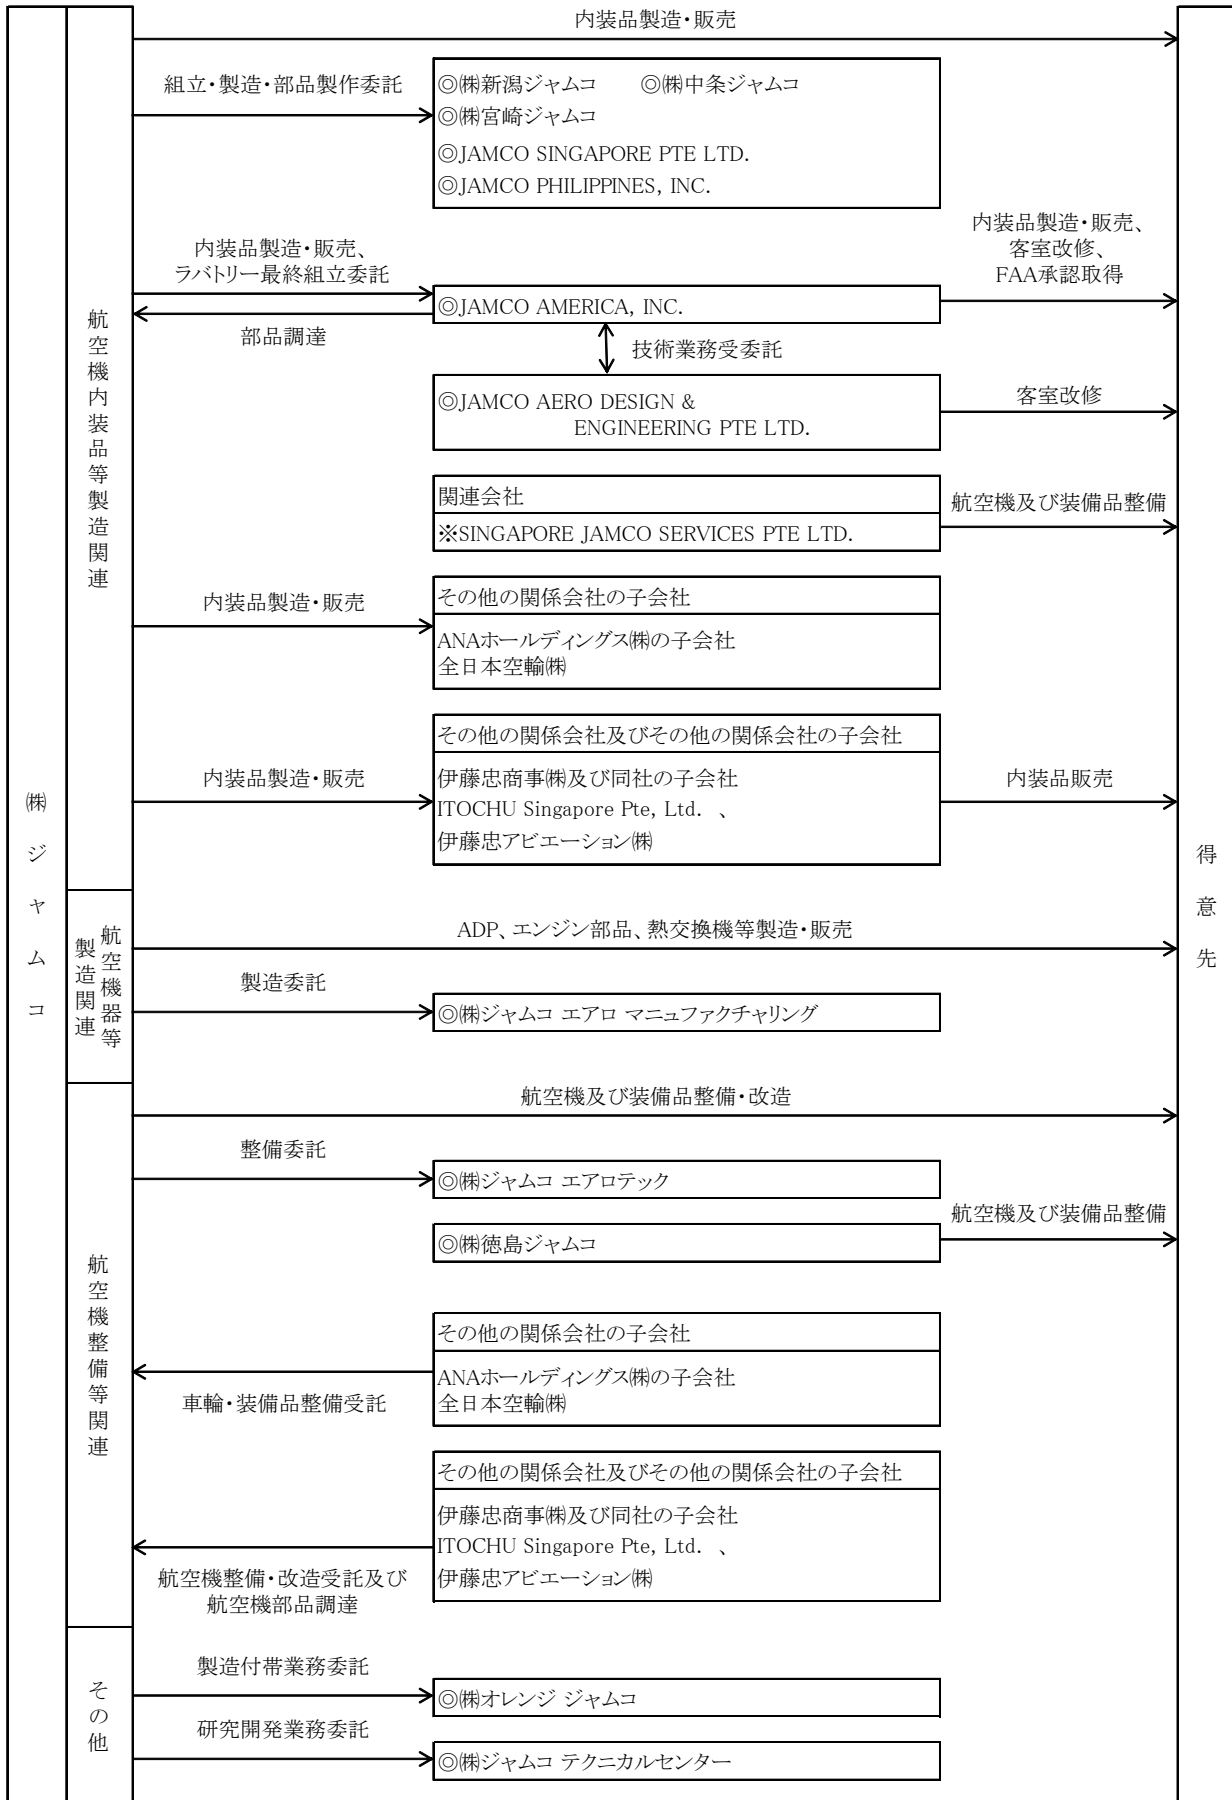 ㈱ジャムコ
航空機内装品等製造関連
内装品製造・販売
組立・製造・部品製作委託
◎㈱新潟ジャムコ　　◎㈱中条ジャムコ
◎㈱宮崎ジャムコ
◎JAMCO SINGAPORE PTE LTD.
◎JAMCO PHILIPPINES, INC.
内装品製造・販売、
ラバトリー最終組立委託
部品調達
◎JAMCO AMERICA, INC.
内装品製造・販売、
客室改修、
FAA承認取得
技術業務受委託
◎JAMCO AERO DESIGN &
ENGINEERING PTE LTD.
客室改修
関連会社
※SINGAPORE JAMCO SERVICES PTE LTD.
航空機及び装備品整備
内装品製造・販売
その他の関係会社の子会社
ANAホールディングス㈱の子会社
全日本空輸㈱
内装品製造・販売
その他の関係会社及びその他の関係会社の子会社
伊藤忠商事㈱及び同社の子会社
ITOCHU Singapore Pte, Ltd. 、
伊藤忠アビエーション㈱
内装品販売
得意先
航空機器等
製造関連
ADP、エンジン部品、熱交換機等製造・販売
製造委託
◎㈱ジャムコ エアロ マニュファクチャリング
航空機整備等関連
航空機及び装備品整備・改造
整備委託
◎㈱ジャムコ エアロテック
◎㈱徳島ジャムコ
航空機及び装備品整備
その他の関係会社の子会社
ANAホールディングス㈱の子会社
全日本空輸㈱
車輪・装備品整備受託
その他の関係会社及びその他の関係会社の子会社
伊藤忠商事㈱及び同社の子会社
ITOCHU Singapore Pte, Ltd. 、
伊藤忠アビエーション㈱
航空機整備・改造受託及び
航空機部品調達
その他
製造付帯業務委託
◎㈱オレンジ ジャムコ
研究開発業務委託
◎㈱ジャムコ テクニカルセンター